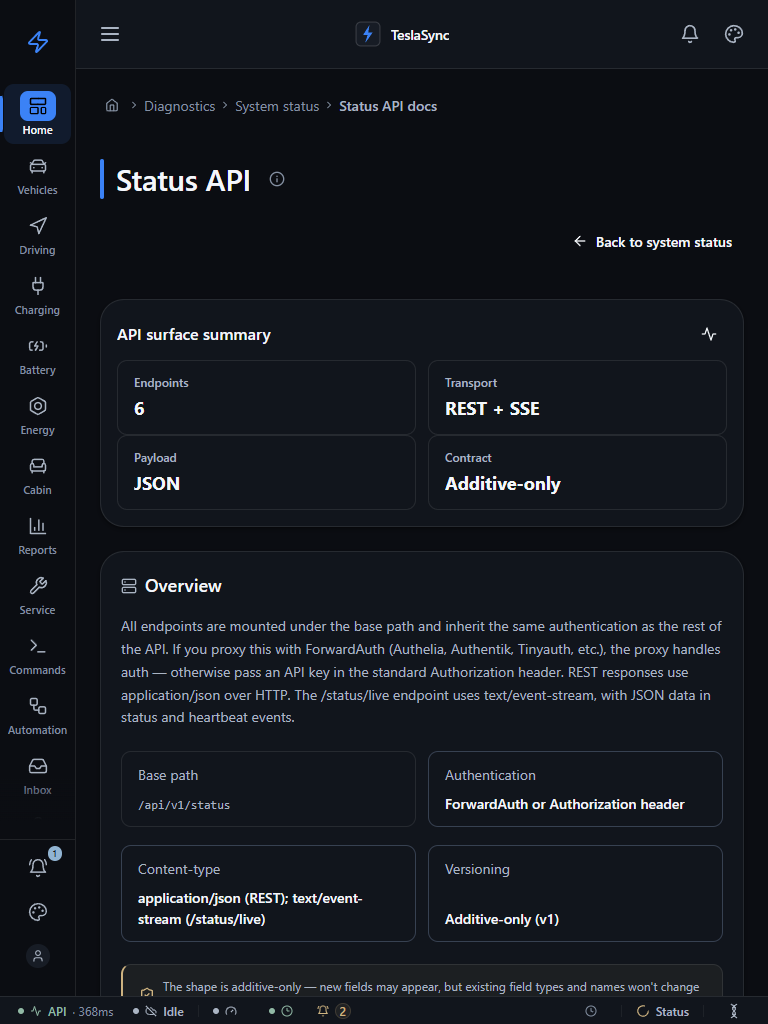 TeslaSync
Home
Vehicles
Driving
Charging
Battery
Energy
Cabin
Reports
Service
Commands
Automation
Inbox
1
Diagnostics
System status
Status API docs
Status API
Back to system status
API surface summary
Endpoints
6
Transport
REST + SSE
Payload
JSON
Contract
Additive-only
Overview
All endpoints are mounted under the base path and inherit the same authentication as the rest of
the API. If you proxy this with ForwardAuth (Authelia, Authentik, Tinyauth, etc.), the proxy handles
auth — otherwise pass an API key in the standard Authorization header. REST responses use
application/json over HTTP. The /status/live endpoint uses text/event-stream, with JSON data in
status and heartbeat events.
Base path
/api/v1/status
Authentication
ForwardAuth or Authorization header
Content-type
application/json (REST); text/event-
stream (/status/live)
Versioning
Additive-only (v1)
The shape is additive-only — new fields may appear, but existing field types and names won't change
API · 368ms
Idle
2
Status